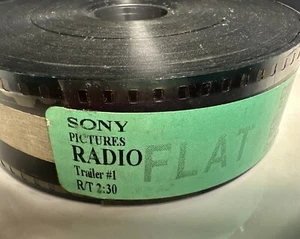 SONY
PICTURES
RADIO
Trailer #1
R/T 2:30
FLAT